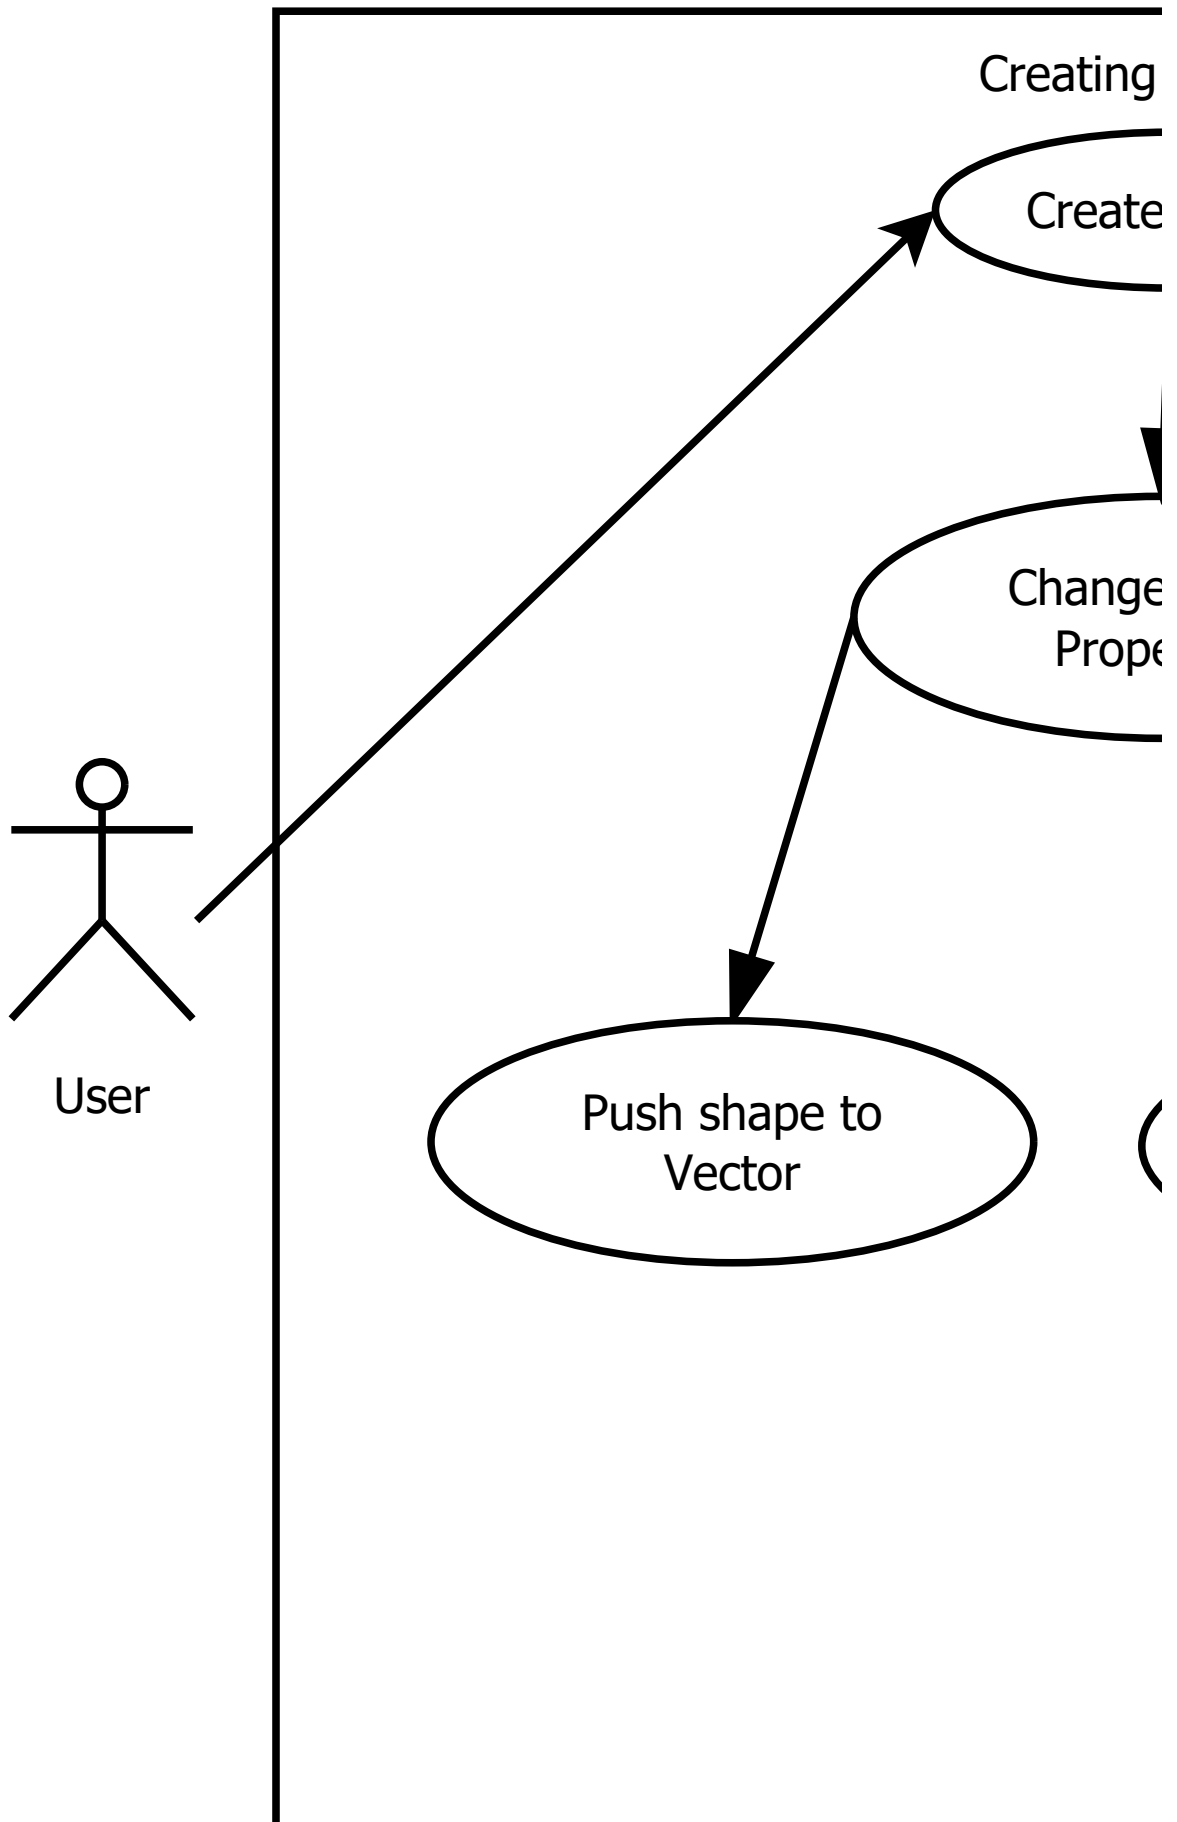 Creating
Create
Change
Prope
User
Push shape to
Vector